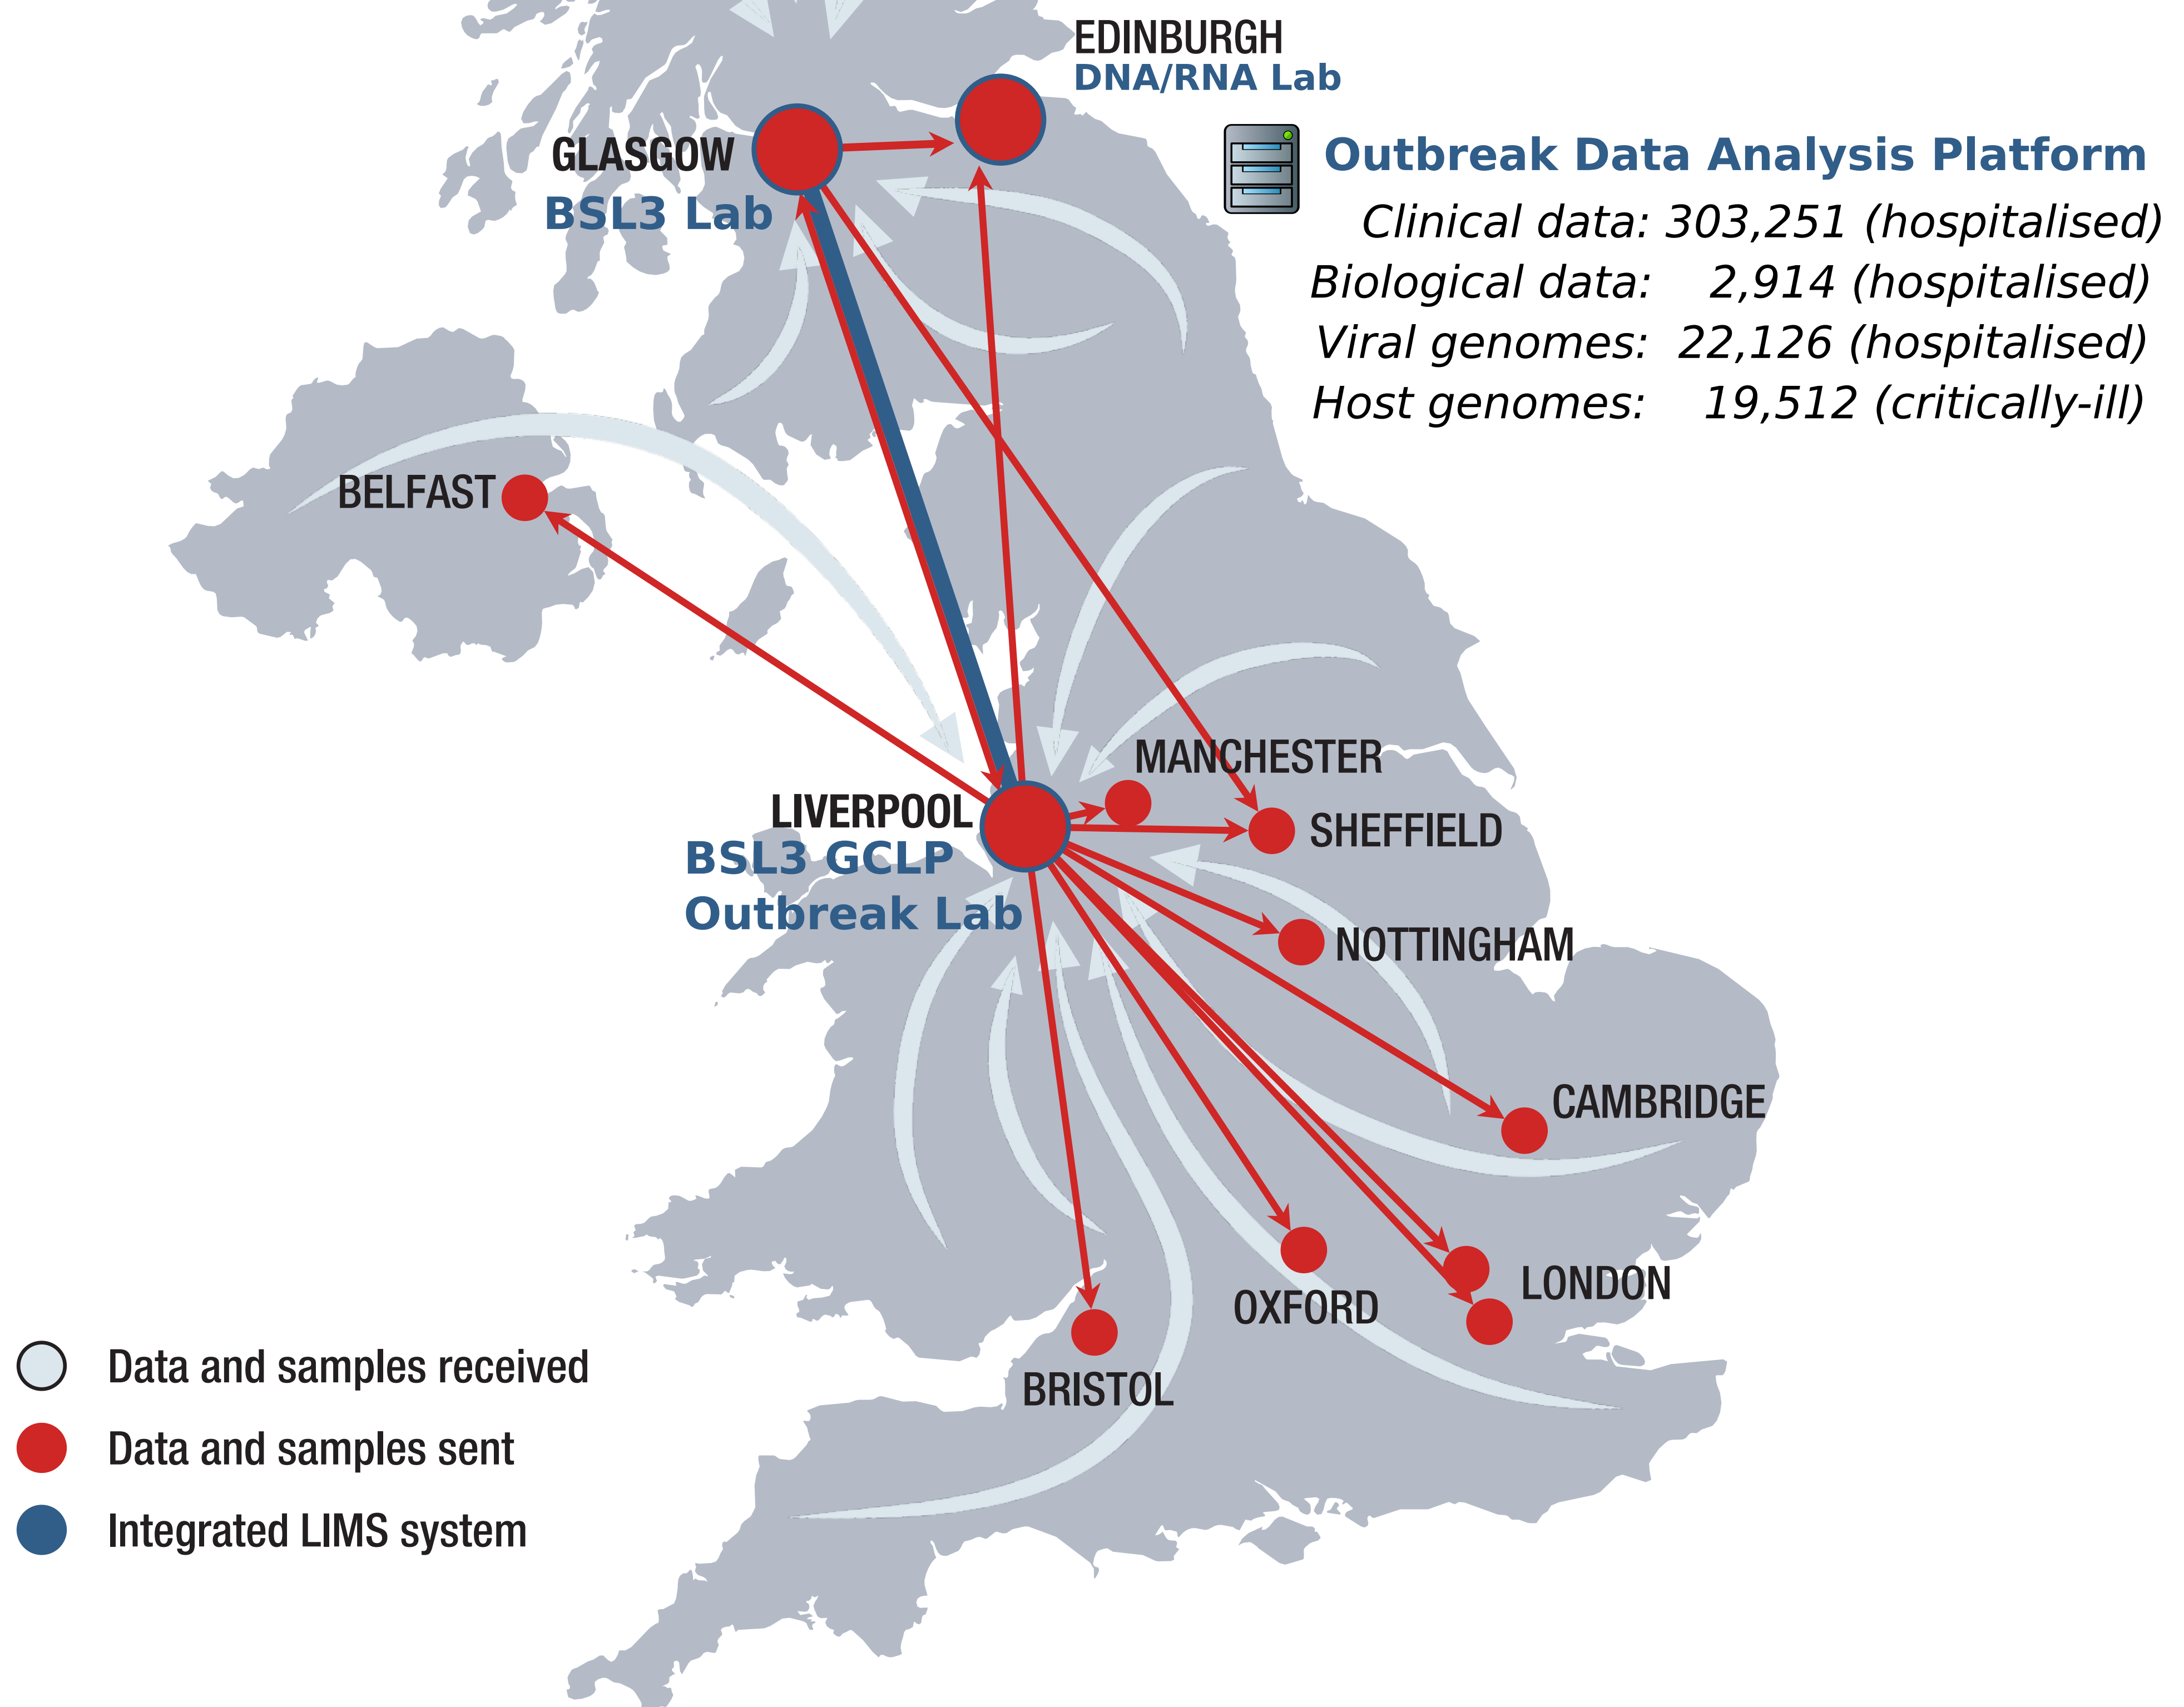 EDINBURGH
DNA/RNA Lab
GLASGOW
BSL3 Lab
Outbreak Data Analysis Platform
Clinical data: 303,251 (hospitalised)
Biological data: 2,914 (hospitalised)
Viral genomes: 22,126 (hospitalised)
Host genomes: 19,512 (critically-ill)
BELFAST
MANCHESTER
LIVERPOOL
BSL3 GCLP
Outbreak Lab
SHEFFIELD
NOTTINGHAM
CAMBRIDGE
LONDON
OXFORD
BRISTOL
Data and samples received
Data and samples sent
Integrated LIMS system